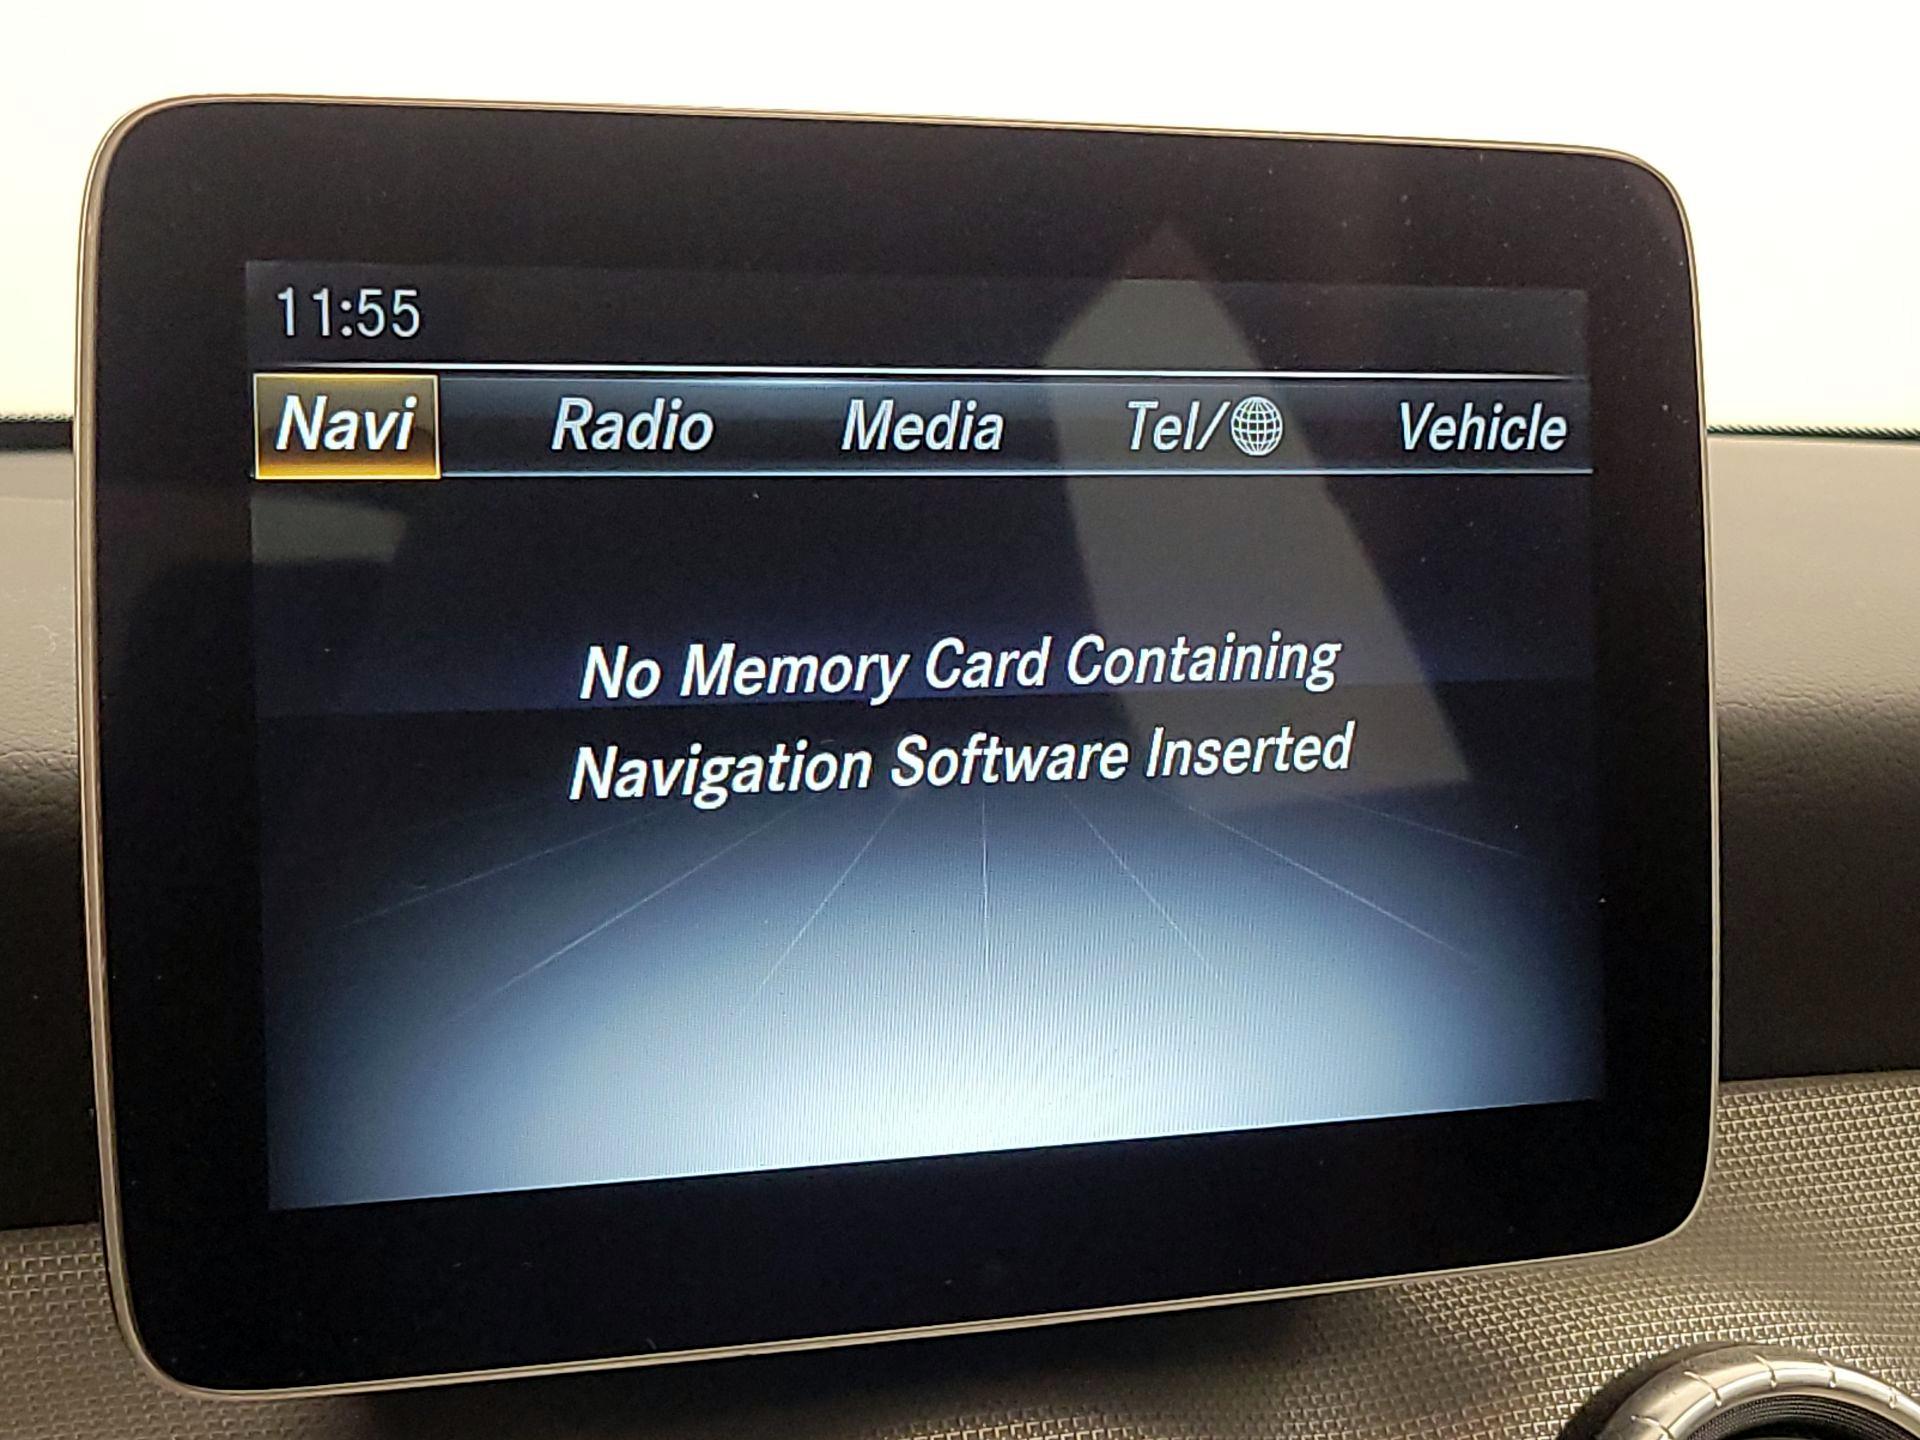 11:55
Navi Radio Media Tel/ Vehicle
No Memory Card Containing
Navigation Software Inserted